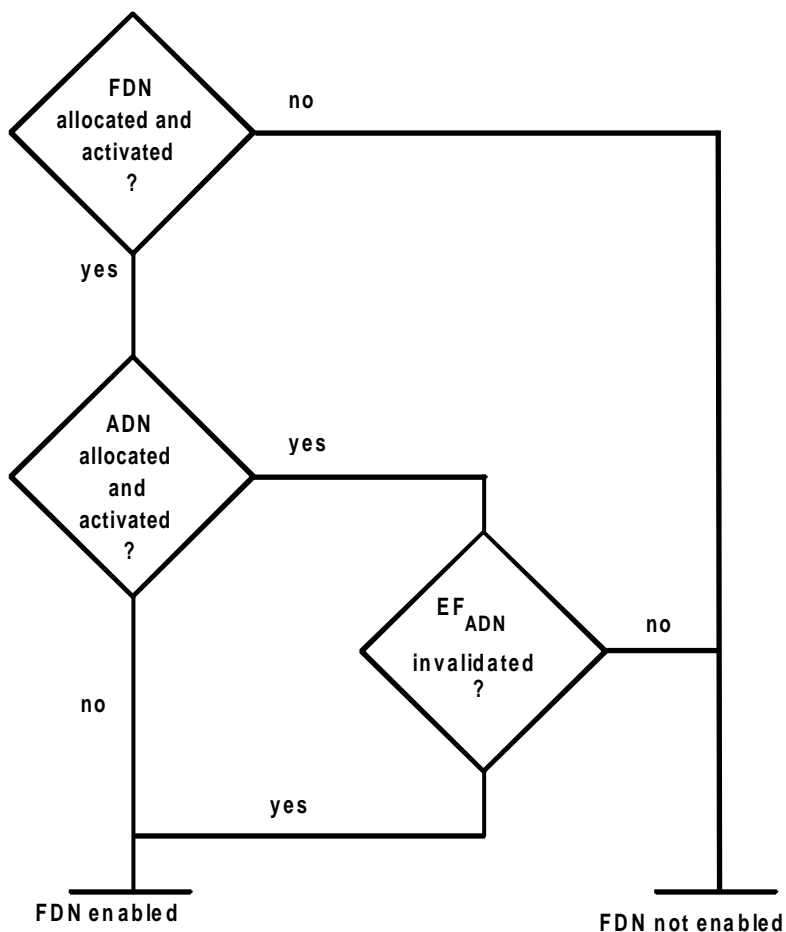 FDN
allocated and
activated
?
no
yes
ADN
allocated
and
activated
?
yes
EF ADN
invalidated
?
no
no
yes
FDN enabled
FDN not enabled